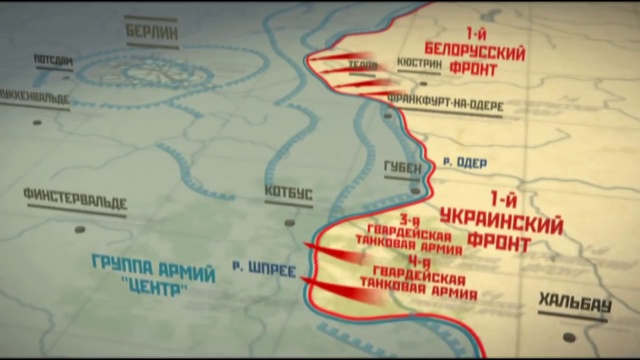 БЕРЛИН
ПОТСДАМ
1-й
БЕЛОРУССКИЙ
ФРОНТ
КЮСТРИН
ФРАНКФУРТ-НА-ОДЕРЕ
ГУБЕН
р. ОДЕР
ФИНСТЕРВАЛЬДЕ
КОТБУС
1-й
УКРАИНСКИЙ
ФРОНТ
3-я
ГВАРДЕЙСКАЯ
ТАНКОВАЯ АРМИЯ
4-я
ГВАРДЕЙСКАЯ
ТАНКОВАЯ АРМИЯ
ГРУППА АРМИЙ
"ЦЕНТР"
р. ШПРЕЕ
ХАЛЬБАУ